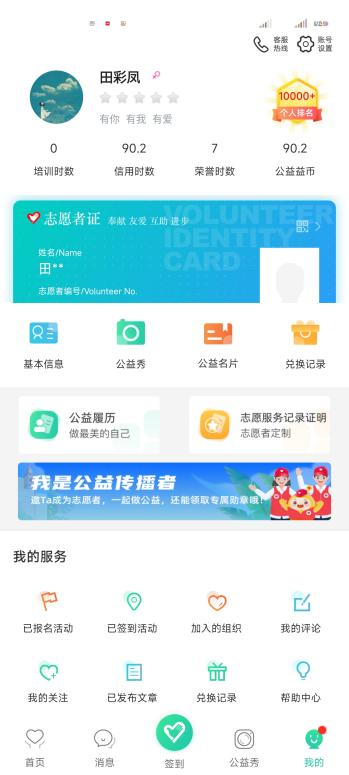 客服
热线
账号
设置
田彩凤
10000+
个人排名
有你 有我 有爱
0 90.2 7 90.2
培训时数 信用时数 荣誉时数 公益益币
志愿者证 奉献 友爱 互助 进步
VOLUNTEER
IDENTITY
CARD
姓名/Name
田**
志愿者编号/Volunteer No.
基本信息 公益秀 公益名片 兑换记录
公益履历 志愿服务记录证明
做最美的自己 志愿者定制
我是公益传播者
邀Ta成为志愿者，一起做公益，还能领取专属勋章哦！
我的服务
已报名活动 已签到活动 加入的组织 我的评论
我的关注 已发布文章 兑换记录 帮助中心
首页 消息 签到 公益秀 我的